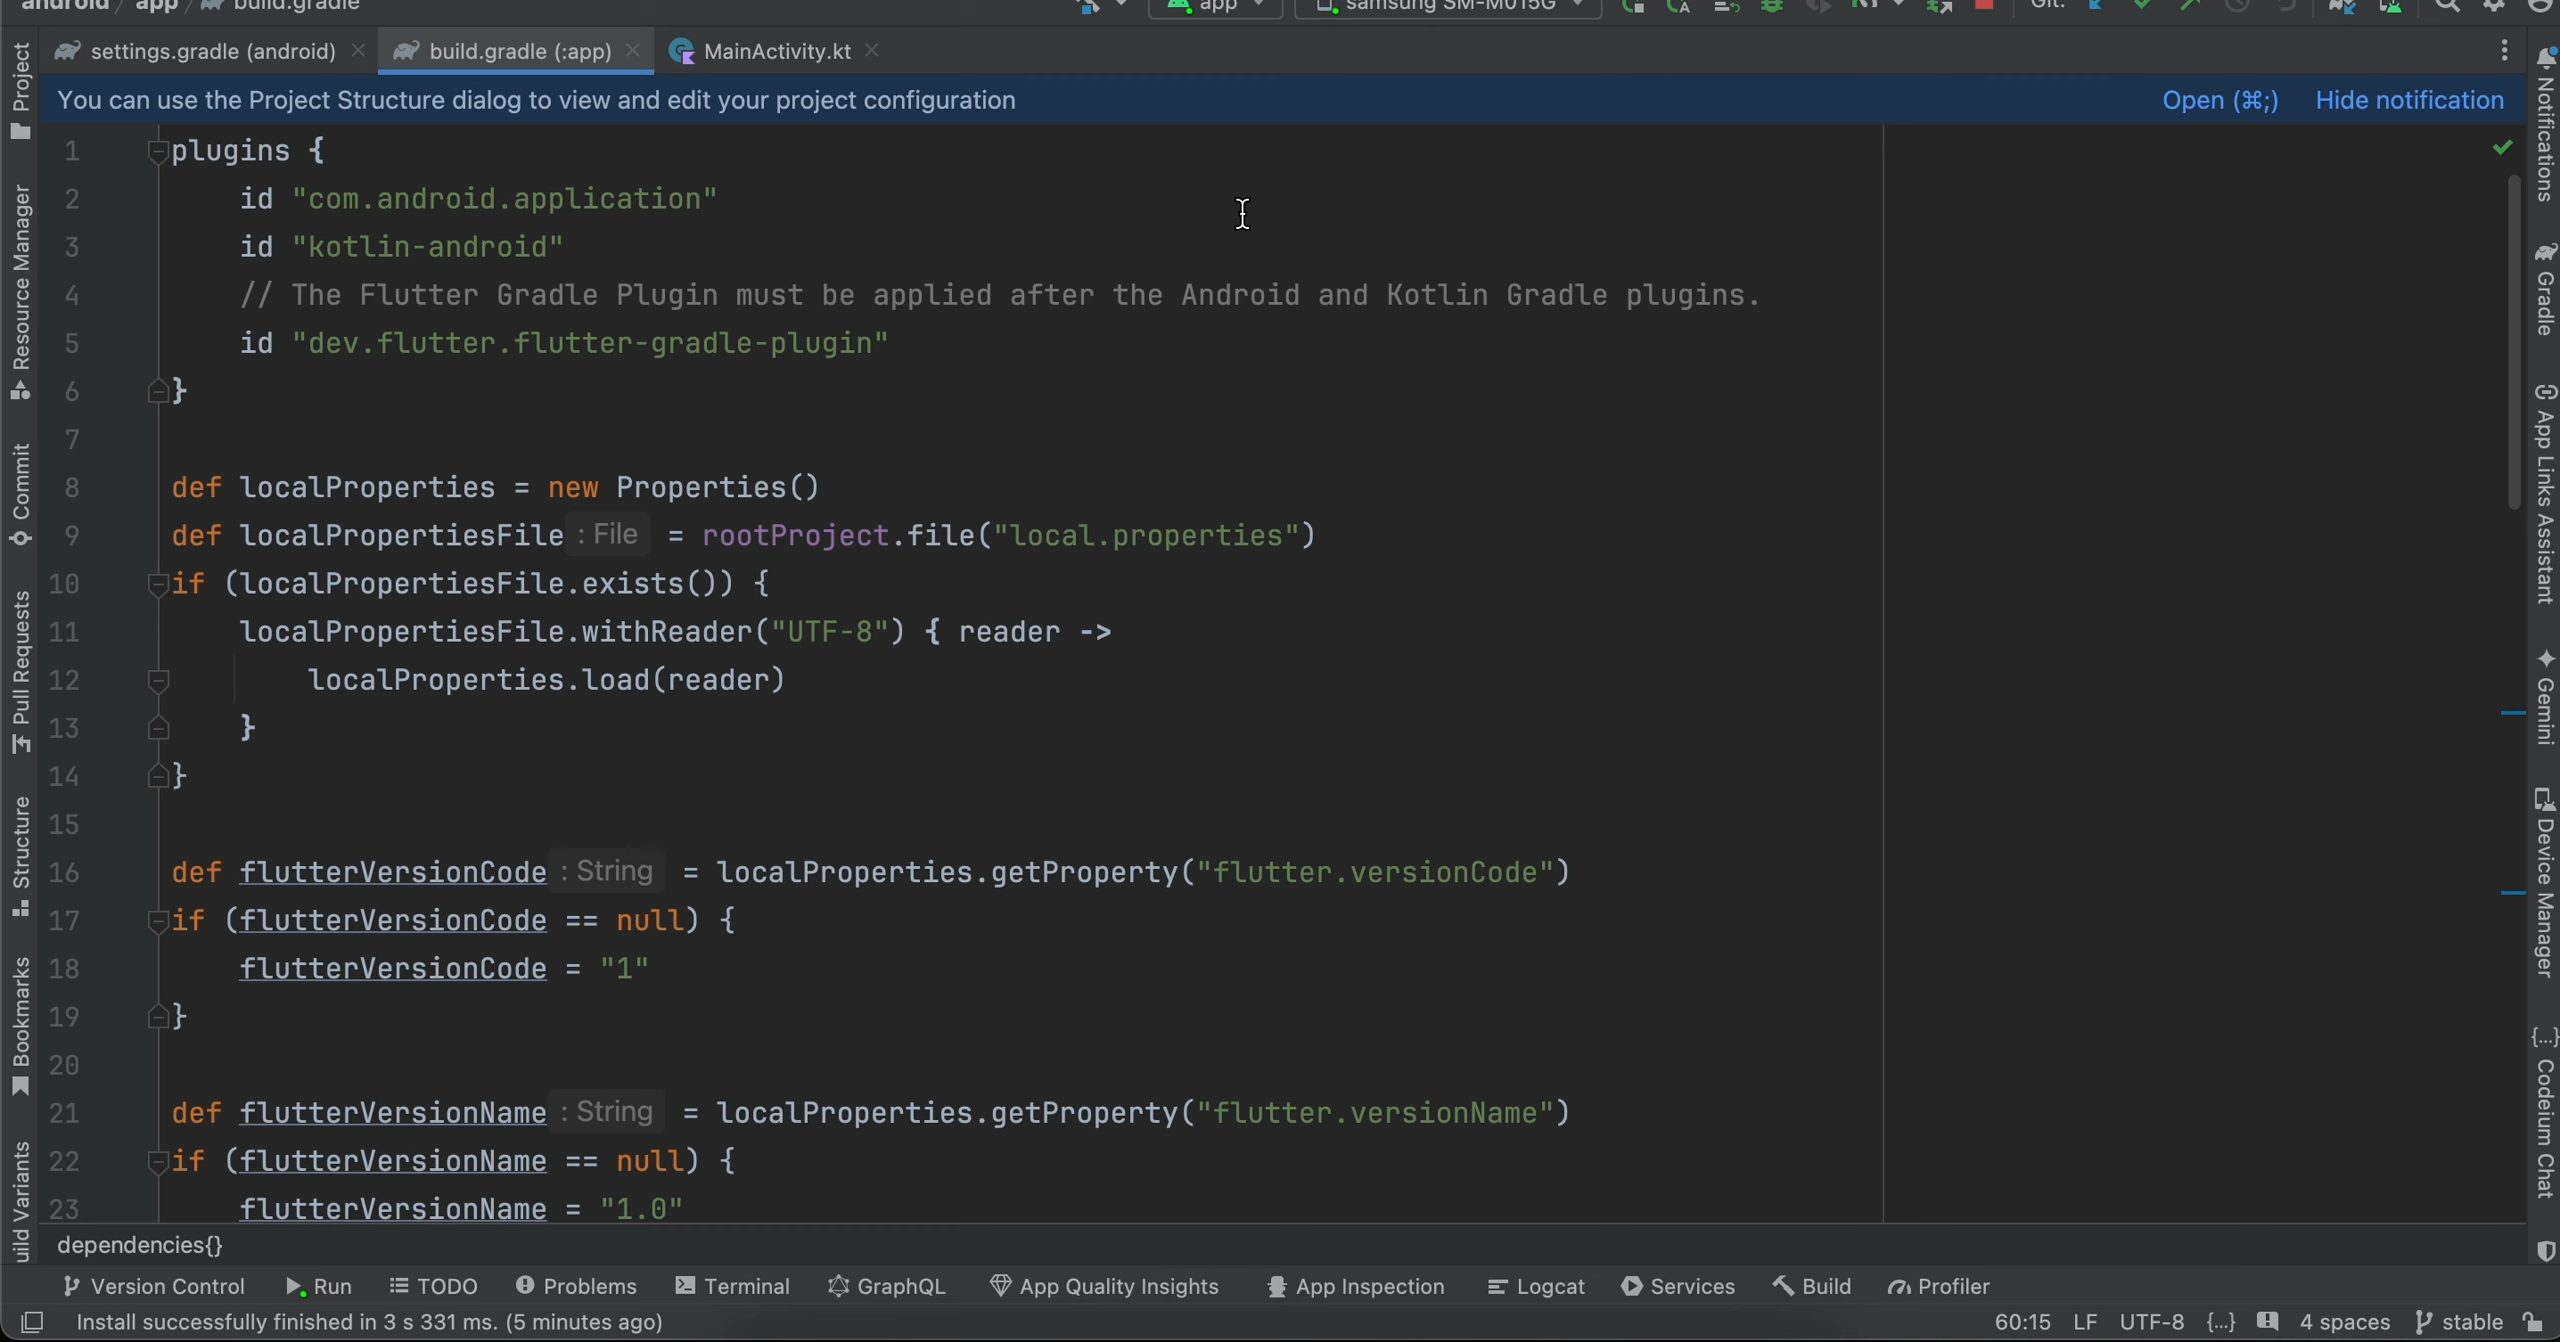 android / app / build.gradle
app
samsung SM-M015G
Git:
settings.gradle (android)
build.gradle (:app)
MainActivity.kt
You can use the Project Structure dialog to view and edit your project configuration
Open (⌘;)
Hide notification
1 plugins {
2 id "com.android.application"
3 id "kotlin-android"
4 // The Flutter Gradle Plugin must be applied after the Android and Kotlin Gradle plugins.
5 id "dev.flutter.flutter-gradle-plugin"
6 }
7
8 def localProperties = new Properties()
9 def localPropertiesFile : File = rootProject.file("local.properties")
10 if (localPropertiesFile.exists()) {
11 localPropertiesFile.withReader("UTF-8") { reader ->
12 localProperties.load(reader)
13 }
14 }
15
16 def flutterVersionCode : String = localProperties.getProperty("flutter.versionCode")
17 if (flutterVersionCode == null) {
18 flutterVersionCode = "1"
19 }
20
21 def flutterVersionName : String = localProperties.getProperty("flutter.versionName")
22 if (flutterVersionName == null) {
23 flutterVersionName = "1.0"
dependencies{}
Project
Resource Manager
Commit
Pull Requests
Structure
Bookmarks
uild Variants
Notifications
Gradle
App Links Assistant
Gemini
Device Manager
{...} Codeium Chat
Version Control
Run
TODO
Problems
Terminal
GraphQL
App Quality Insights
App Inspection
Logcat
Services
Build
Profiler
Install successfully finished in 3 s 331 ms. (5 minutes ago)
60:15
LF
UTF-8
{...}
4 spaces
stable